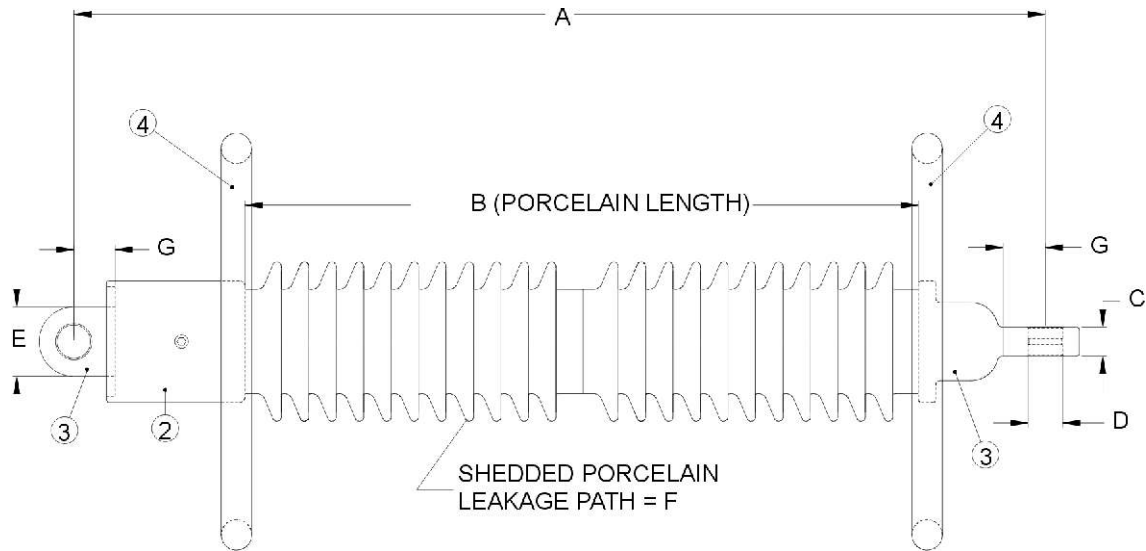 A
4
4
B (PORCELAIN LENGTH)
G
G
C
E
3
2
D
3
SHEDDED PORCELAIN
LEAKAGE PATH = F